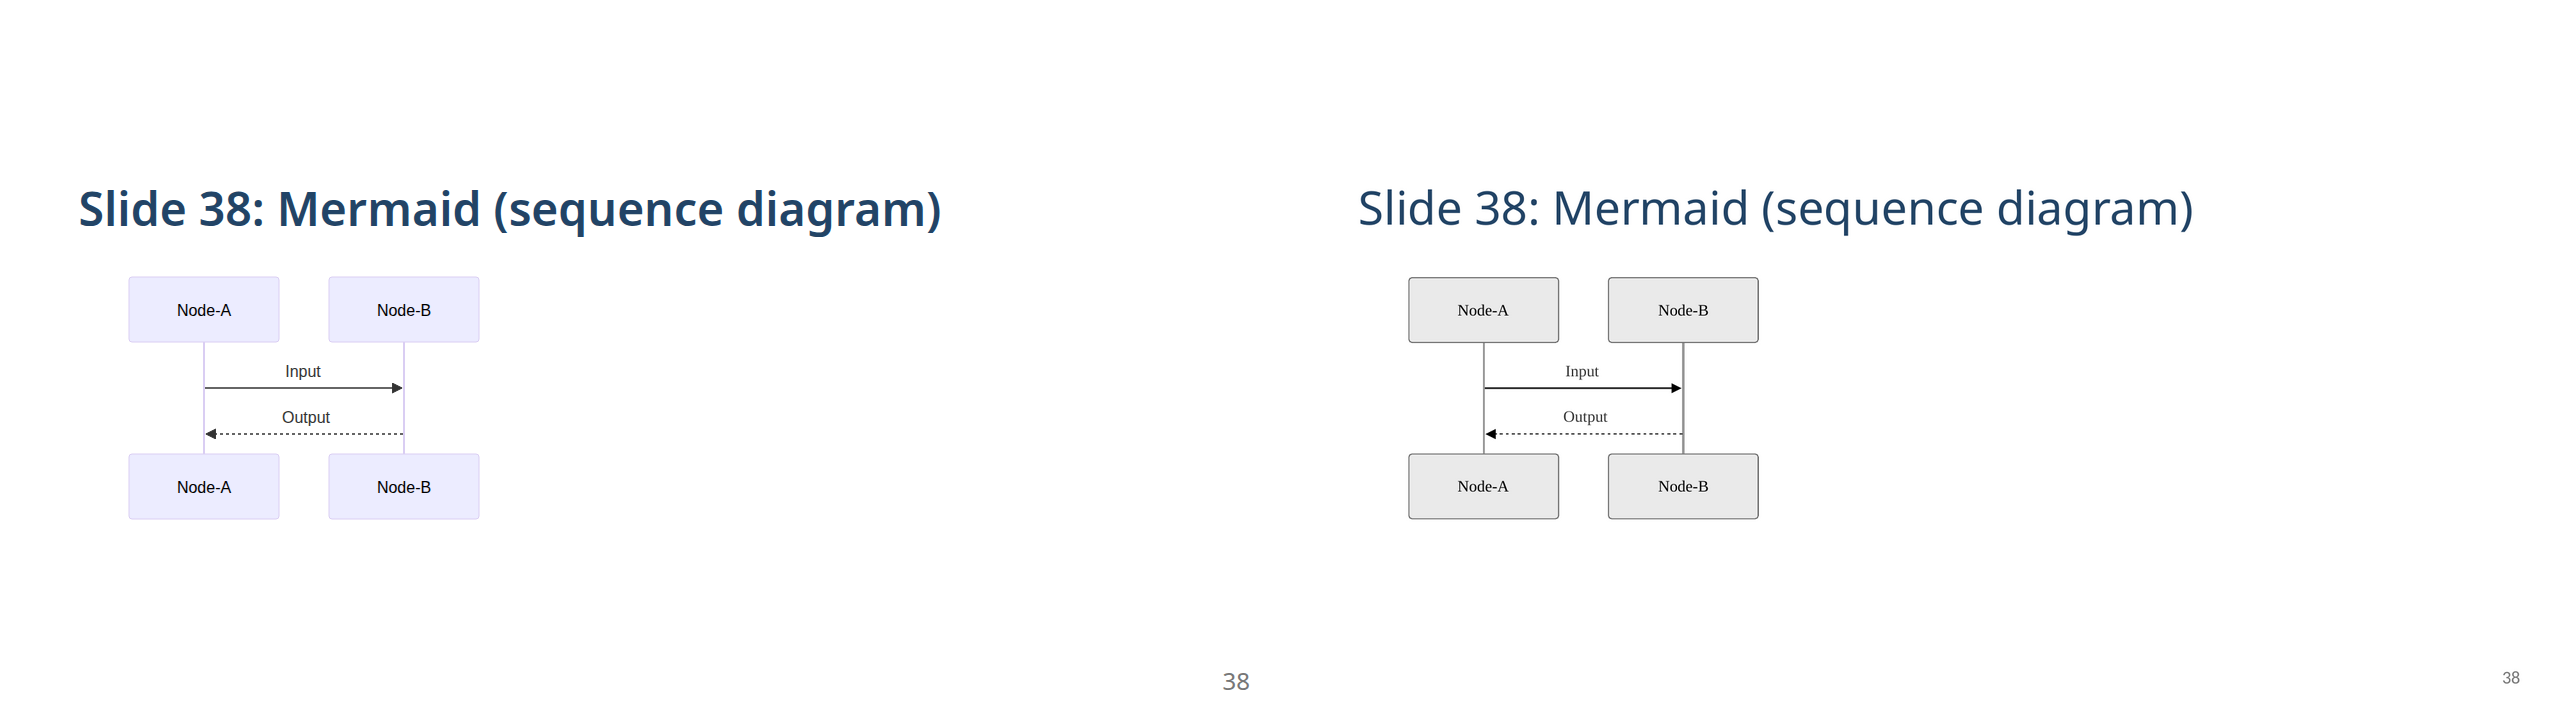 Slide 38: Mermaid (sequence diagram)
Node-A
Node-B
Input
Output
Node-A
Node-B
38
Slide 38: Mermaid (sequence diagram)
Node-A
Node-B
Input
Output
Node-A
Node-B
38